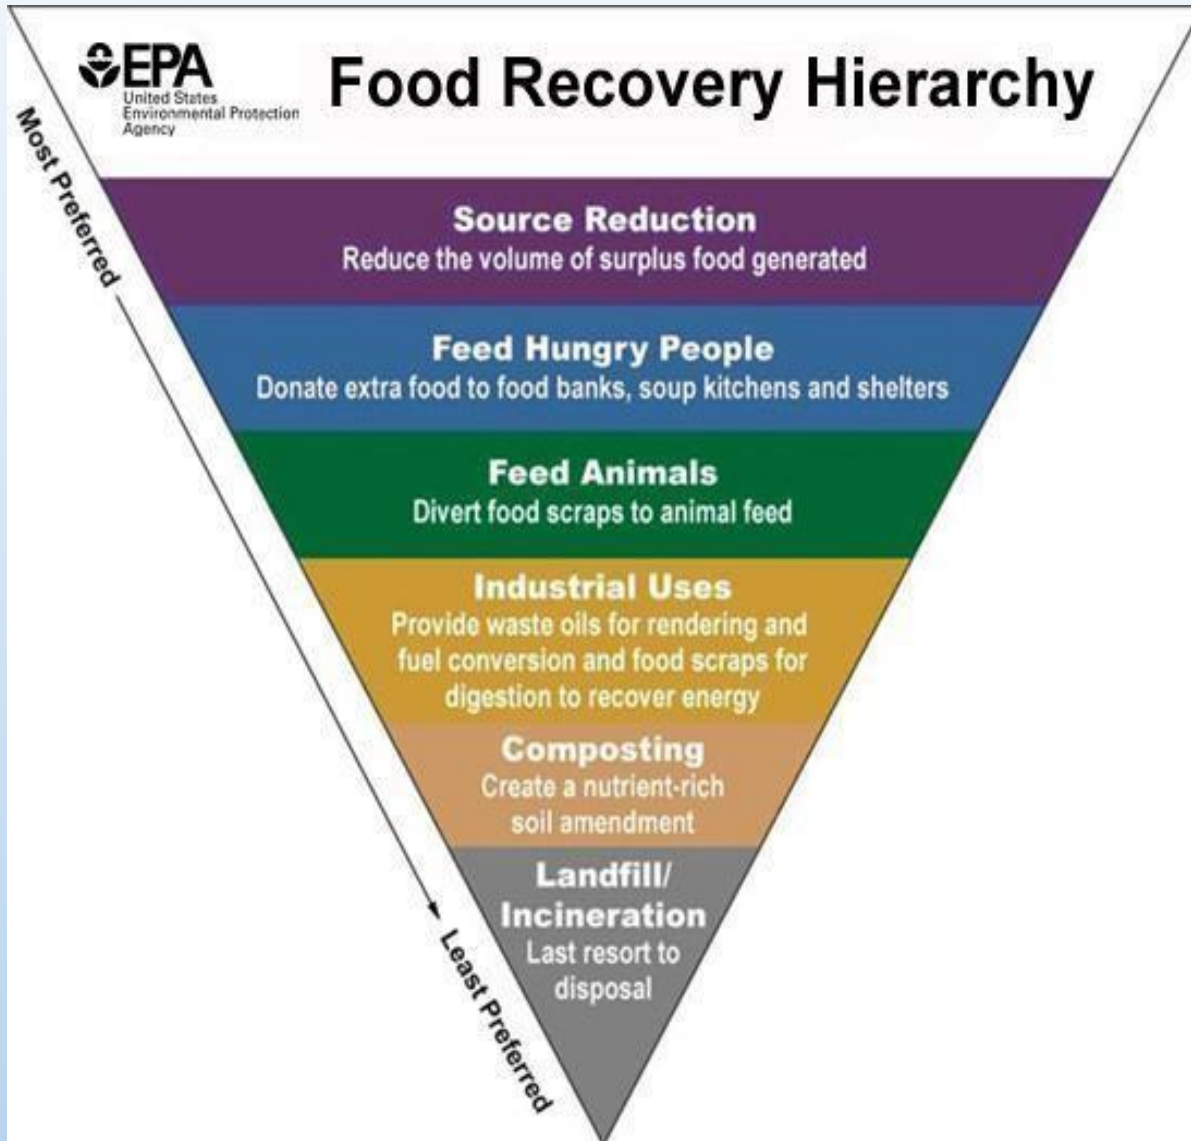 EPA
United States
Environmental Protection
Agency
Food Recovery Hierarchy
Most Preferred
Source Reduction
Reduce the volume of surplus food generated
Feed Hungry People
Donate extra food to food banks, soup kitchens and shelters
Feed Animals
Divert food scraps to animal feed
Industrial Uses
Provide waste oils for rendering and
fuel conversion and food scraps for
digestion to recover energy
Composting
Create a nutrient-rich
soil amendment
Landfill/
Incineration
Last resort to
disposal
Least Preferred